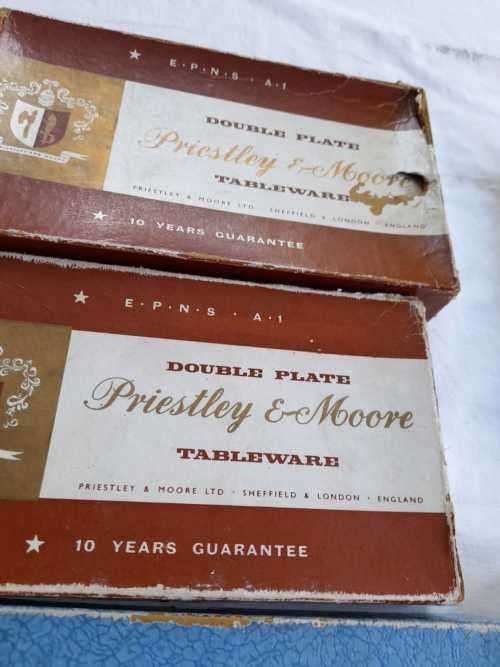 ★ E·P·N·S · A·1
DOUBLE PLATE
Priestley & Moore
TABLEWARE
PRIESTLEY & MOORE LTD · SHEFFIELD & LONDON · ENGLAND
★ 10 YEARS GUARANTEE
★ E·P·N·S · A·1
DOUBLE PLATE
Priestley & Moore
TABLEWARE
PRIESTLEY & MOORE LTD · SHEFFIELD & LONDON · ENGLAND
★ 10 YEARS GUARANTEE